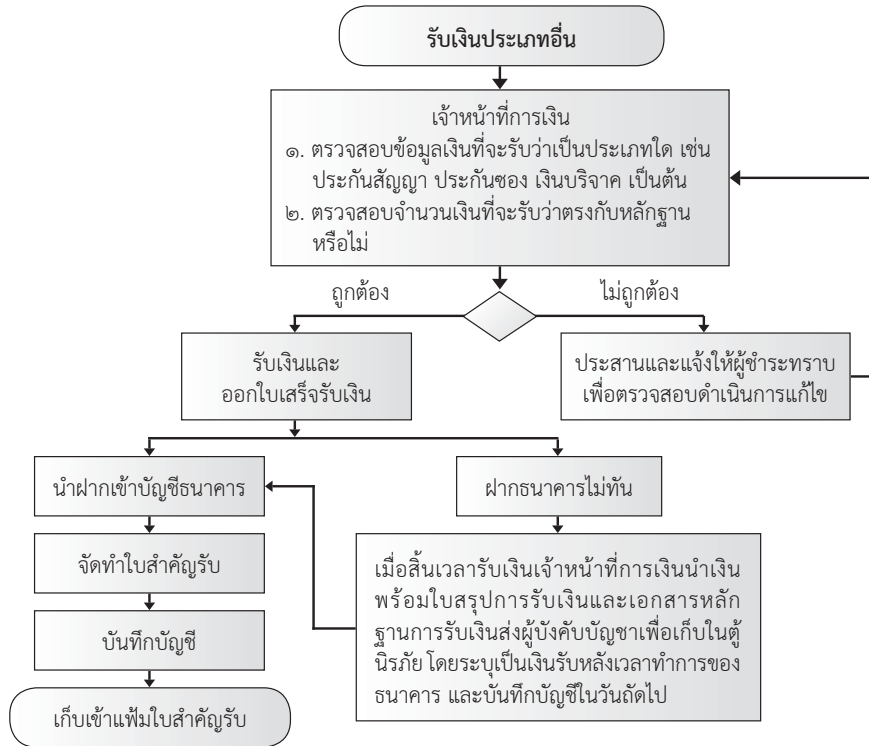 รับเงินประเภทอื่น
เจ้าหน้าที่การเงิน
๑. ตรวจสอบข้อมูลเงินที่จะรับว่าเป็นประเภทใด เช่น
ประกันสัญญา ประกันซอง เงินบริจาค เป็นต้น
๒. ตรวจสอบจำนวนเงินที่จะรับว่าตรงกับหลักฐาน
หรือไม่
ถูกต้อง
ไม่ถูกต้อง
รับเงินและ
ออกใบเสร็จรับเงิน
ประสานและแจ้งให้ผู้ชำระทราบ
เพื่อตรวจสอบดำเนินการแก้ไข
นำฝากเข้าบัญชีธนาคาร
ฝากธนาคารไม่ทัน
จัดทำใบสำคัญรับ
บันทึกบัญชี
เก็บเข้าแฟ้มใบสำคัญรับ
เมื่อสิ้นเวลารับเงินเจ้าหน้าที่การเงินนำเงิน
พร้อมใบสรุปการรับเงินและเอกสารหลัก
ฐานการรับเงินส่งผู้บังคับบัญชาเพื่อเก็บในตู้
นิรภัย โดยระบุเป็นเงินรับหลังเวลาทำการของ
ธนาคาร และบันทึกบัญชีในวันถัดไป